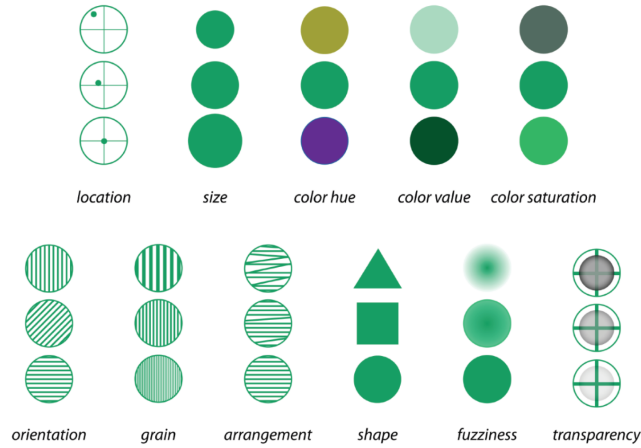 location size color hue color value color saturation
orientation grain arrangement shape fuzziness transparency